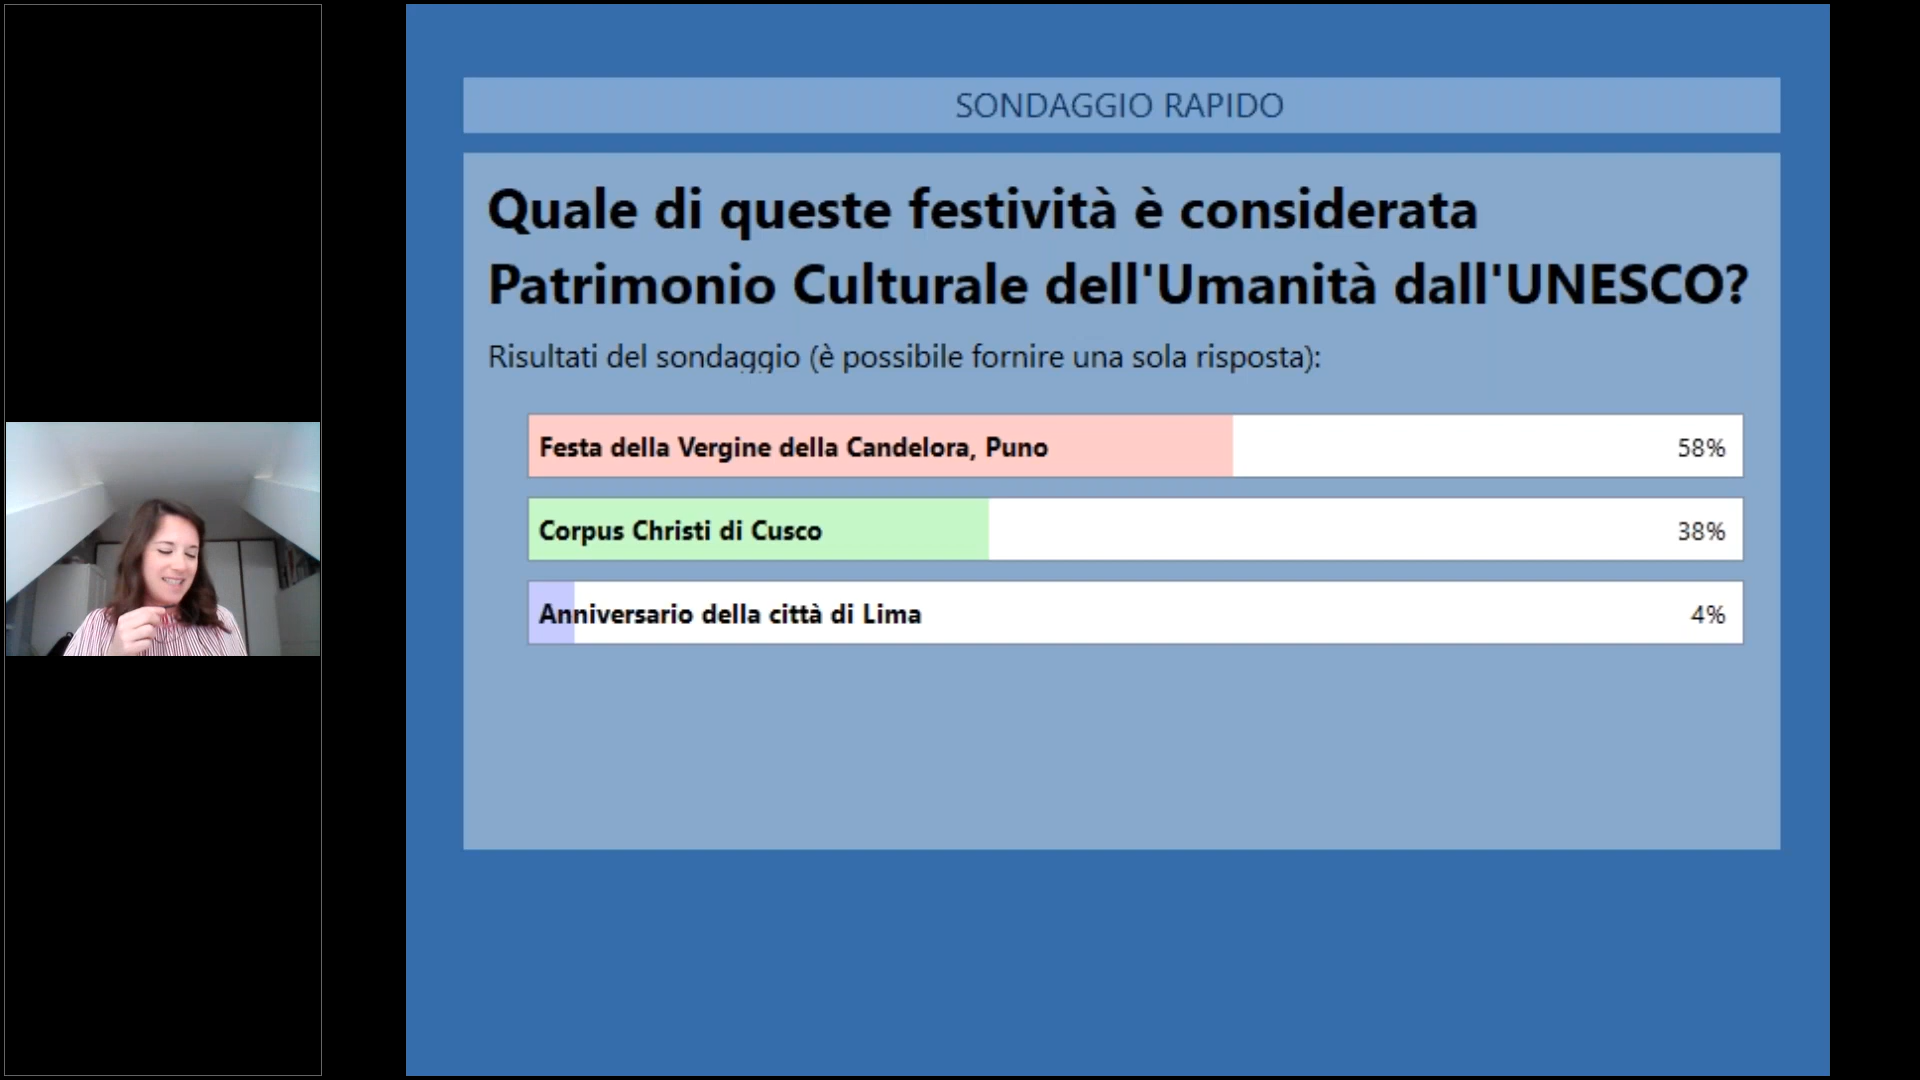 SONDAGGIO RAPIDO
Quale di queste festività è considerata
Patrimonio Culturale dell'Umanità dall'UNESCO?
Risultati del sondaggio (è possibile fornire una sola risposta):
Festa della Vergine della Candelora, Puno 58%
Corpus Christi di Cusco 38%
Anniversario della città di Lima 4%